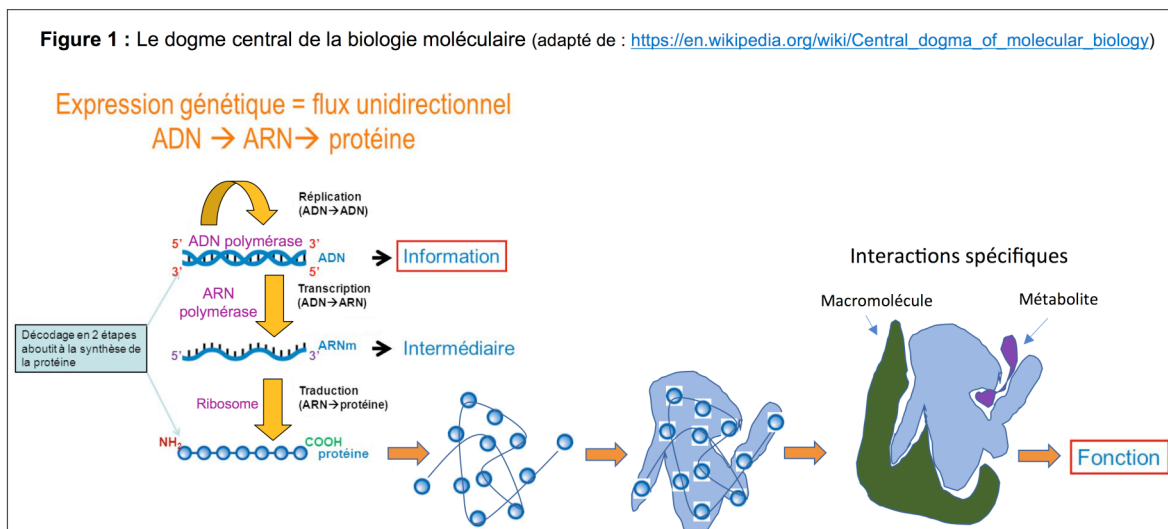 Figure 1 : Le dogme central de la biologie moléculaire (adapté de : https://en.wikipedia.org/wiki/Central_dogma_of_molecular_biology)
Expression génétique = flux unidirectionnel
ADN → ARN→ protéine
Réplication
(ADN→ADN)
5' ADN polymérase 3'
ADN
3' 5'
Information
ARN
polymérase
Transcription
(ADN→ARN)
Décodage en 2 étapes
aboutit à la synthèse de
la protéine
5' 3' ARNm
Intermédiaire
Ribosome
Traduction
(ARN→protéine)
NH2
COOH
protéine
Interactions spécifiques
Macromolécule
Métabolite
Fonction